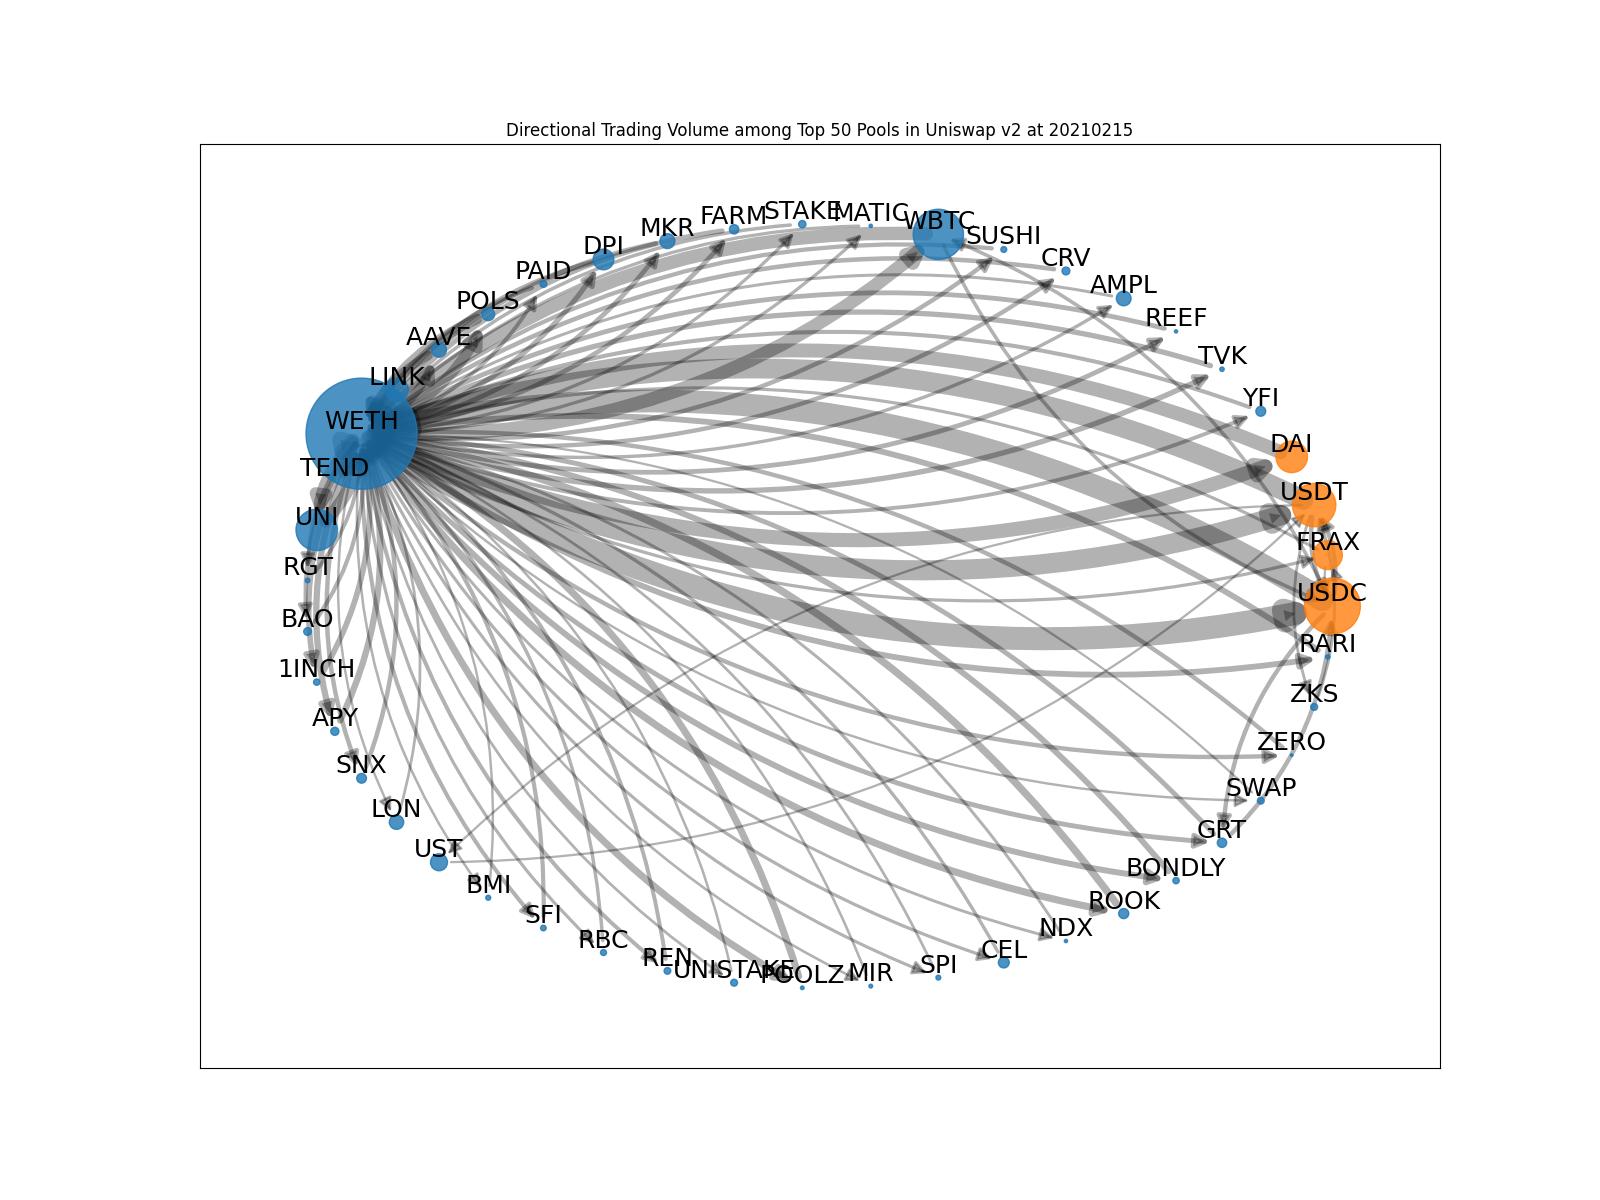 Directional Trading Volume among Top 50 Pools in Uniswap v2 at 20210215
MKR
FARM
STAKE
MATIC
WBTC
SUSHI
DPI
CRV
PAID
AMPL
POLS
REEF
AAVE
TVK
LINK
YFI
WETH
DAI
TEND
USDT
UNI
FRAX
RGT
USDC
BAO
RARI
1INCH
ZKS
APY
ZERO
SNX
SWAP
LON
GRT
UST
BONDLY
BMI
ROOK
SFI
NDX
RBC
CEL
REN
UNISTAKE
POOLZ
MIR
SPI